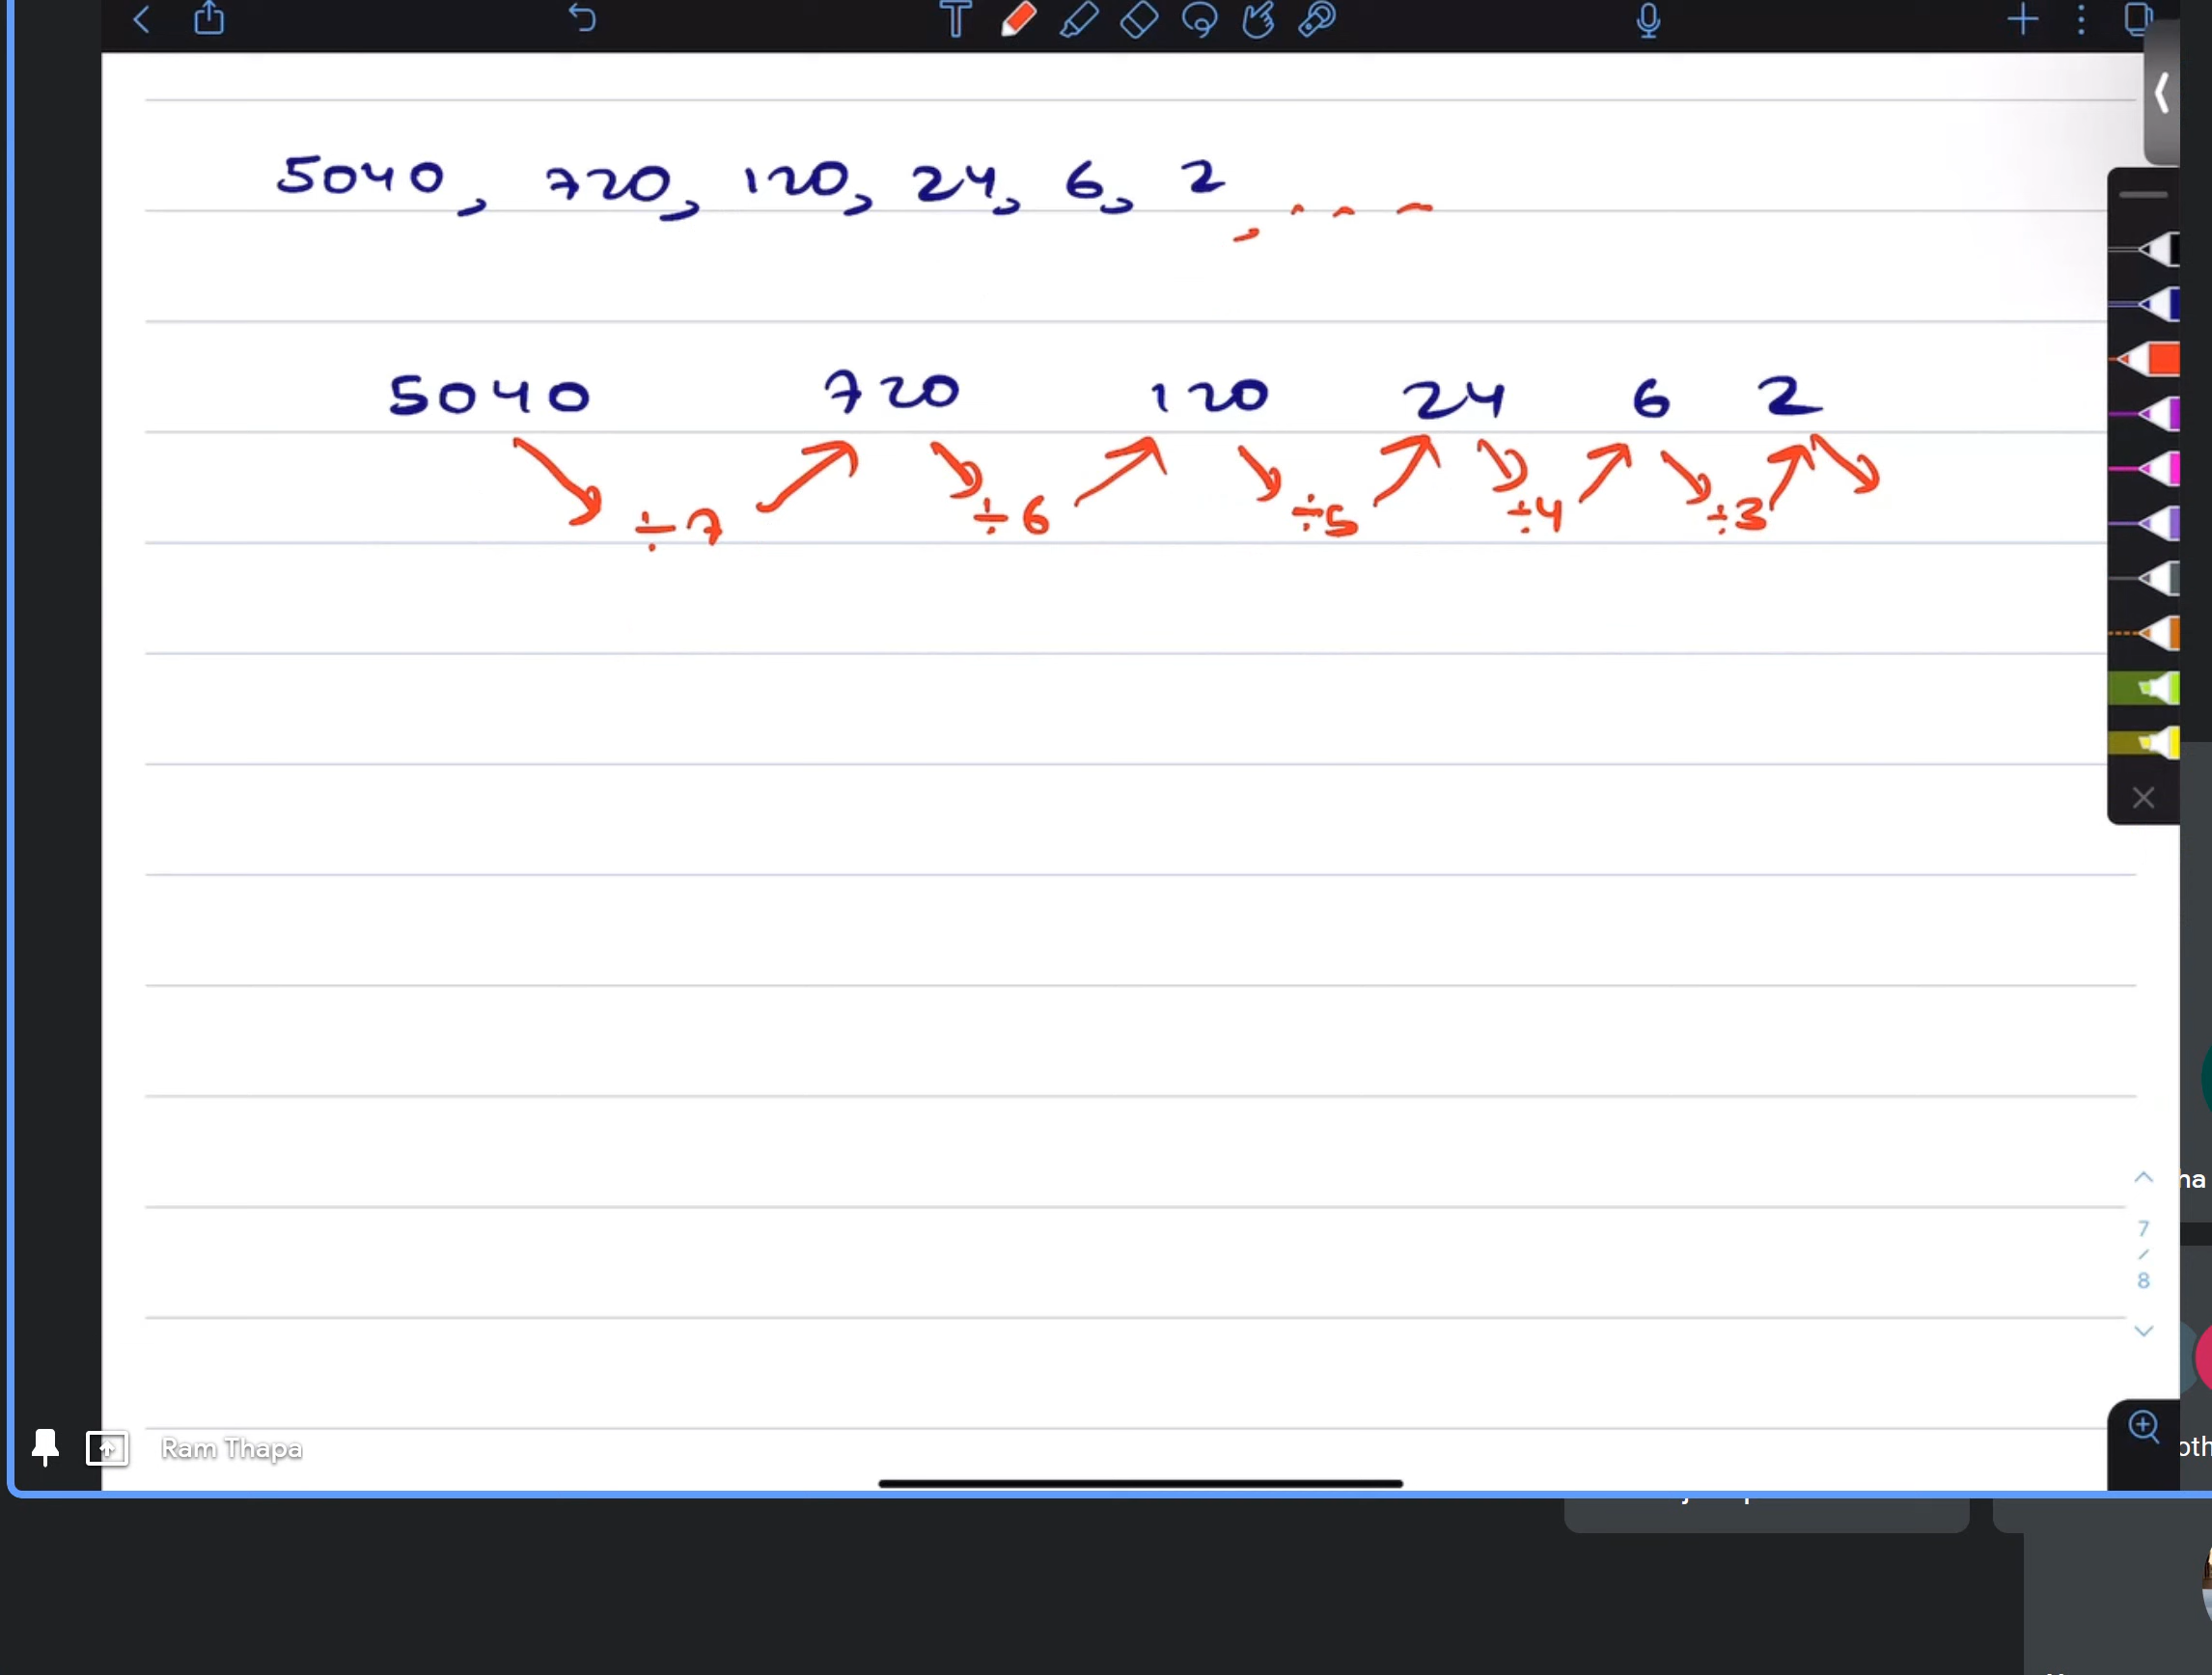 5040, 720, 120, 24, 6, 2, - - -
5040 720 120 24 6 2
÷7 ÷6 ÷5 ÷4 ÷3
7
/
8
Ram Thapa